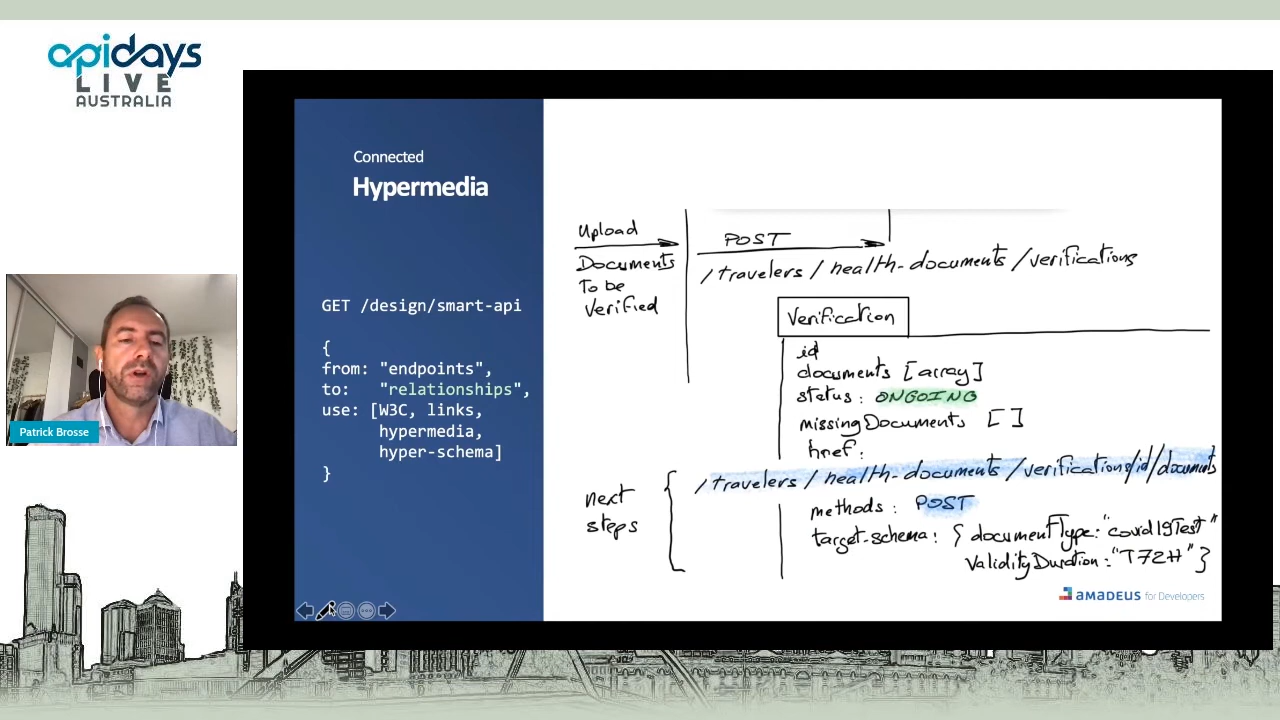 apidays
LIVE
AUSTRALIA
Patrick Brosse
Connected
Hypermedia
GET /design/smart-api
{
from: "endpoints",
to: "relationships",
use: [W3C, links,
hypermedia,
hyper-schema]
}
Upload
Documents
To be
Verified
POST
/travelers/health-documents/verifications
Verification
id
documents [array]
status: ONGOING
missingDocuments []
href:
/travelers/health-documents/verifications/id/documents
next
steps
methods: POST
target-schema: { documentType: "covid19Test"
ValidityDuration: "T72H" }
amadeus for Developers